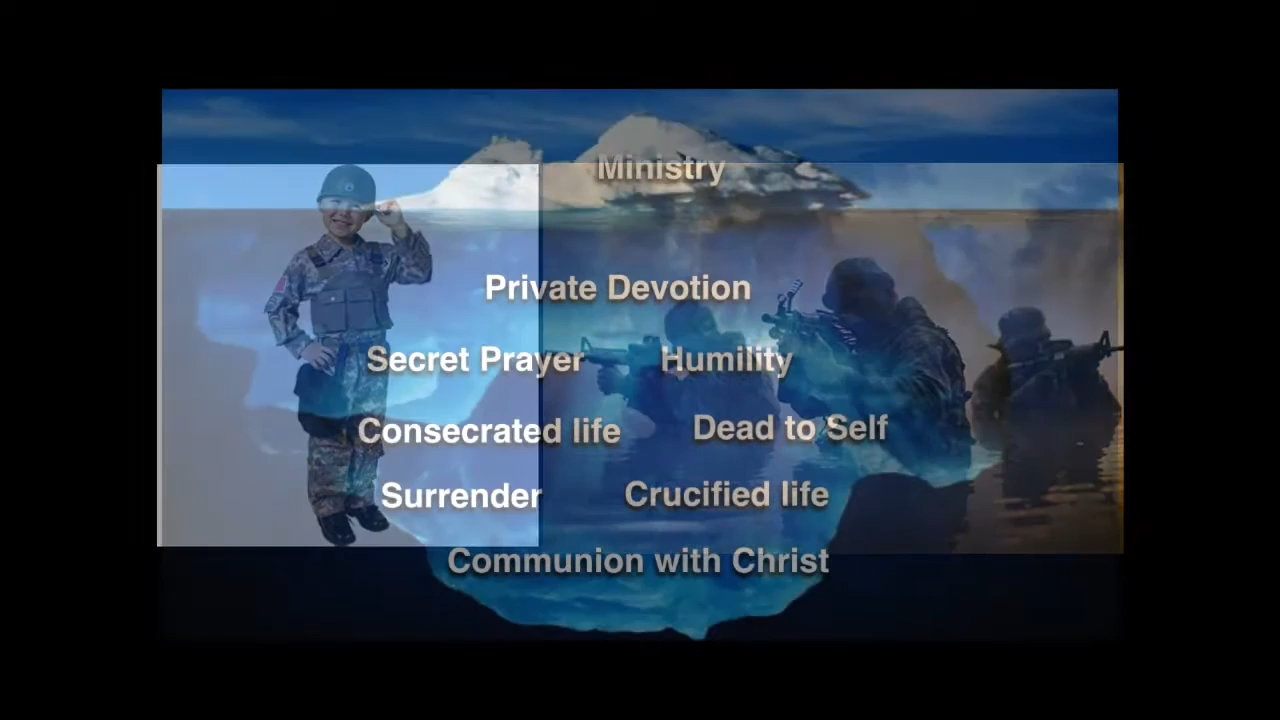 Ministry
Private Devotion
Secret Prayer Humility
Consecrated life Dead to Self
Surrender Crucified life
Communion with Christ